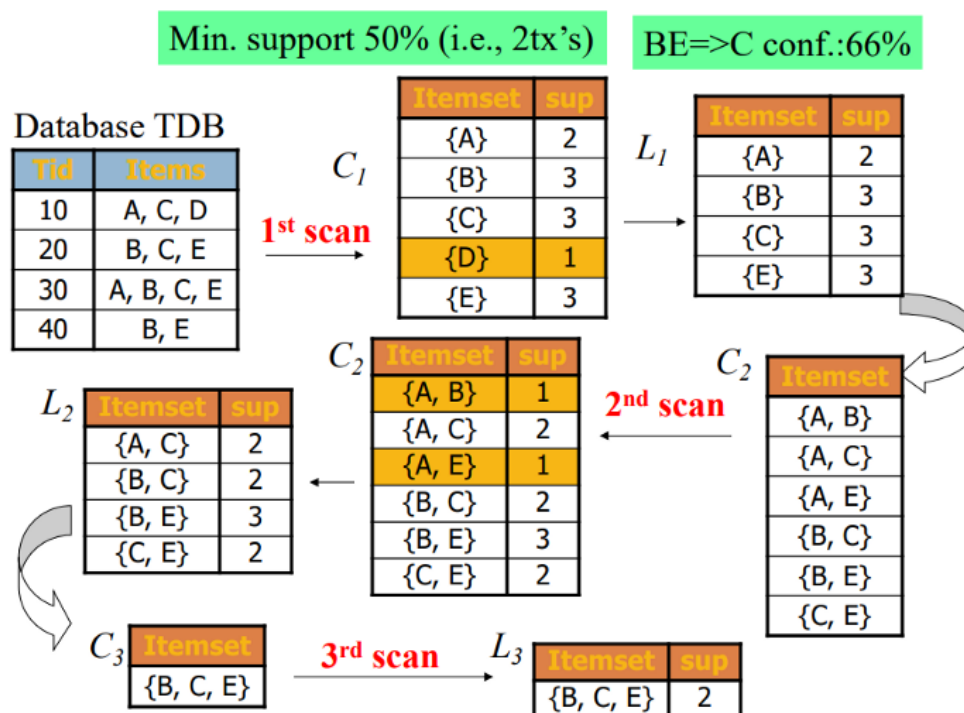 Min. support 50% (i.e., 2tx's)
BE=>C conf.:66%
Database TDB
Tid Items
10 A, C, D
20 B, C, E
30 A, B, C, E
40 B, E
1st scan
C1
Itemset sup
{A} 2
{B} 3
{C} 3
{D} 1
{E} 3
L1
Itemset sup
{A} 2
{B} 3
{C} 3
{E} 3
C2
Itemset
{A, B}
{A, C}
{A, E}
{B, C}
{B, E}
{C, E}
2nd scan
C2
Itemset sup
{A, B} 1
{A, C} 2
{A, E} 1
{B, C} 2
{B, E} 3
{C, E} 2
L2
Itemset sup
{A, C} 2
{B, C} 2
{B, E} 3
{C, E} 2
C3
Itemset
{B, C, E}
3rd scan
L3
Itemset sup
{B, C, E} 2